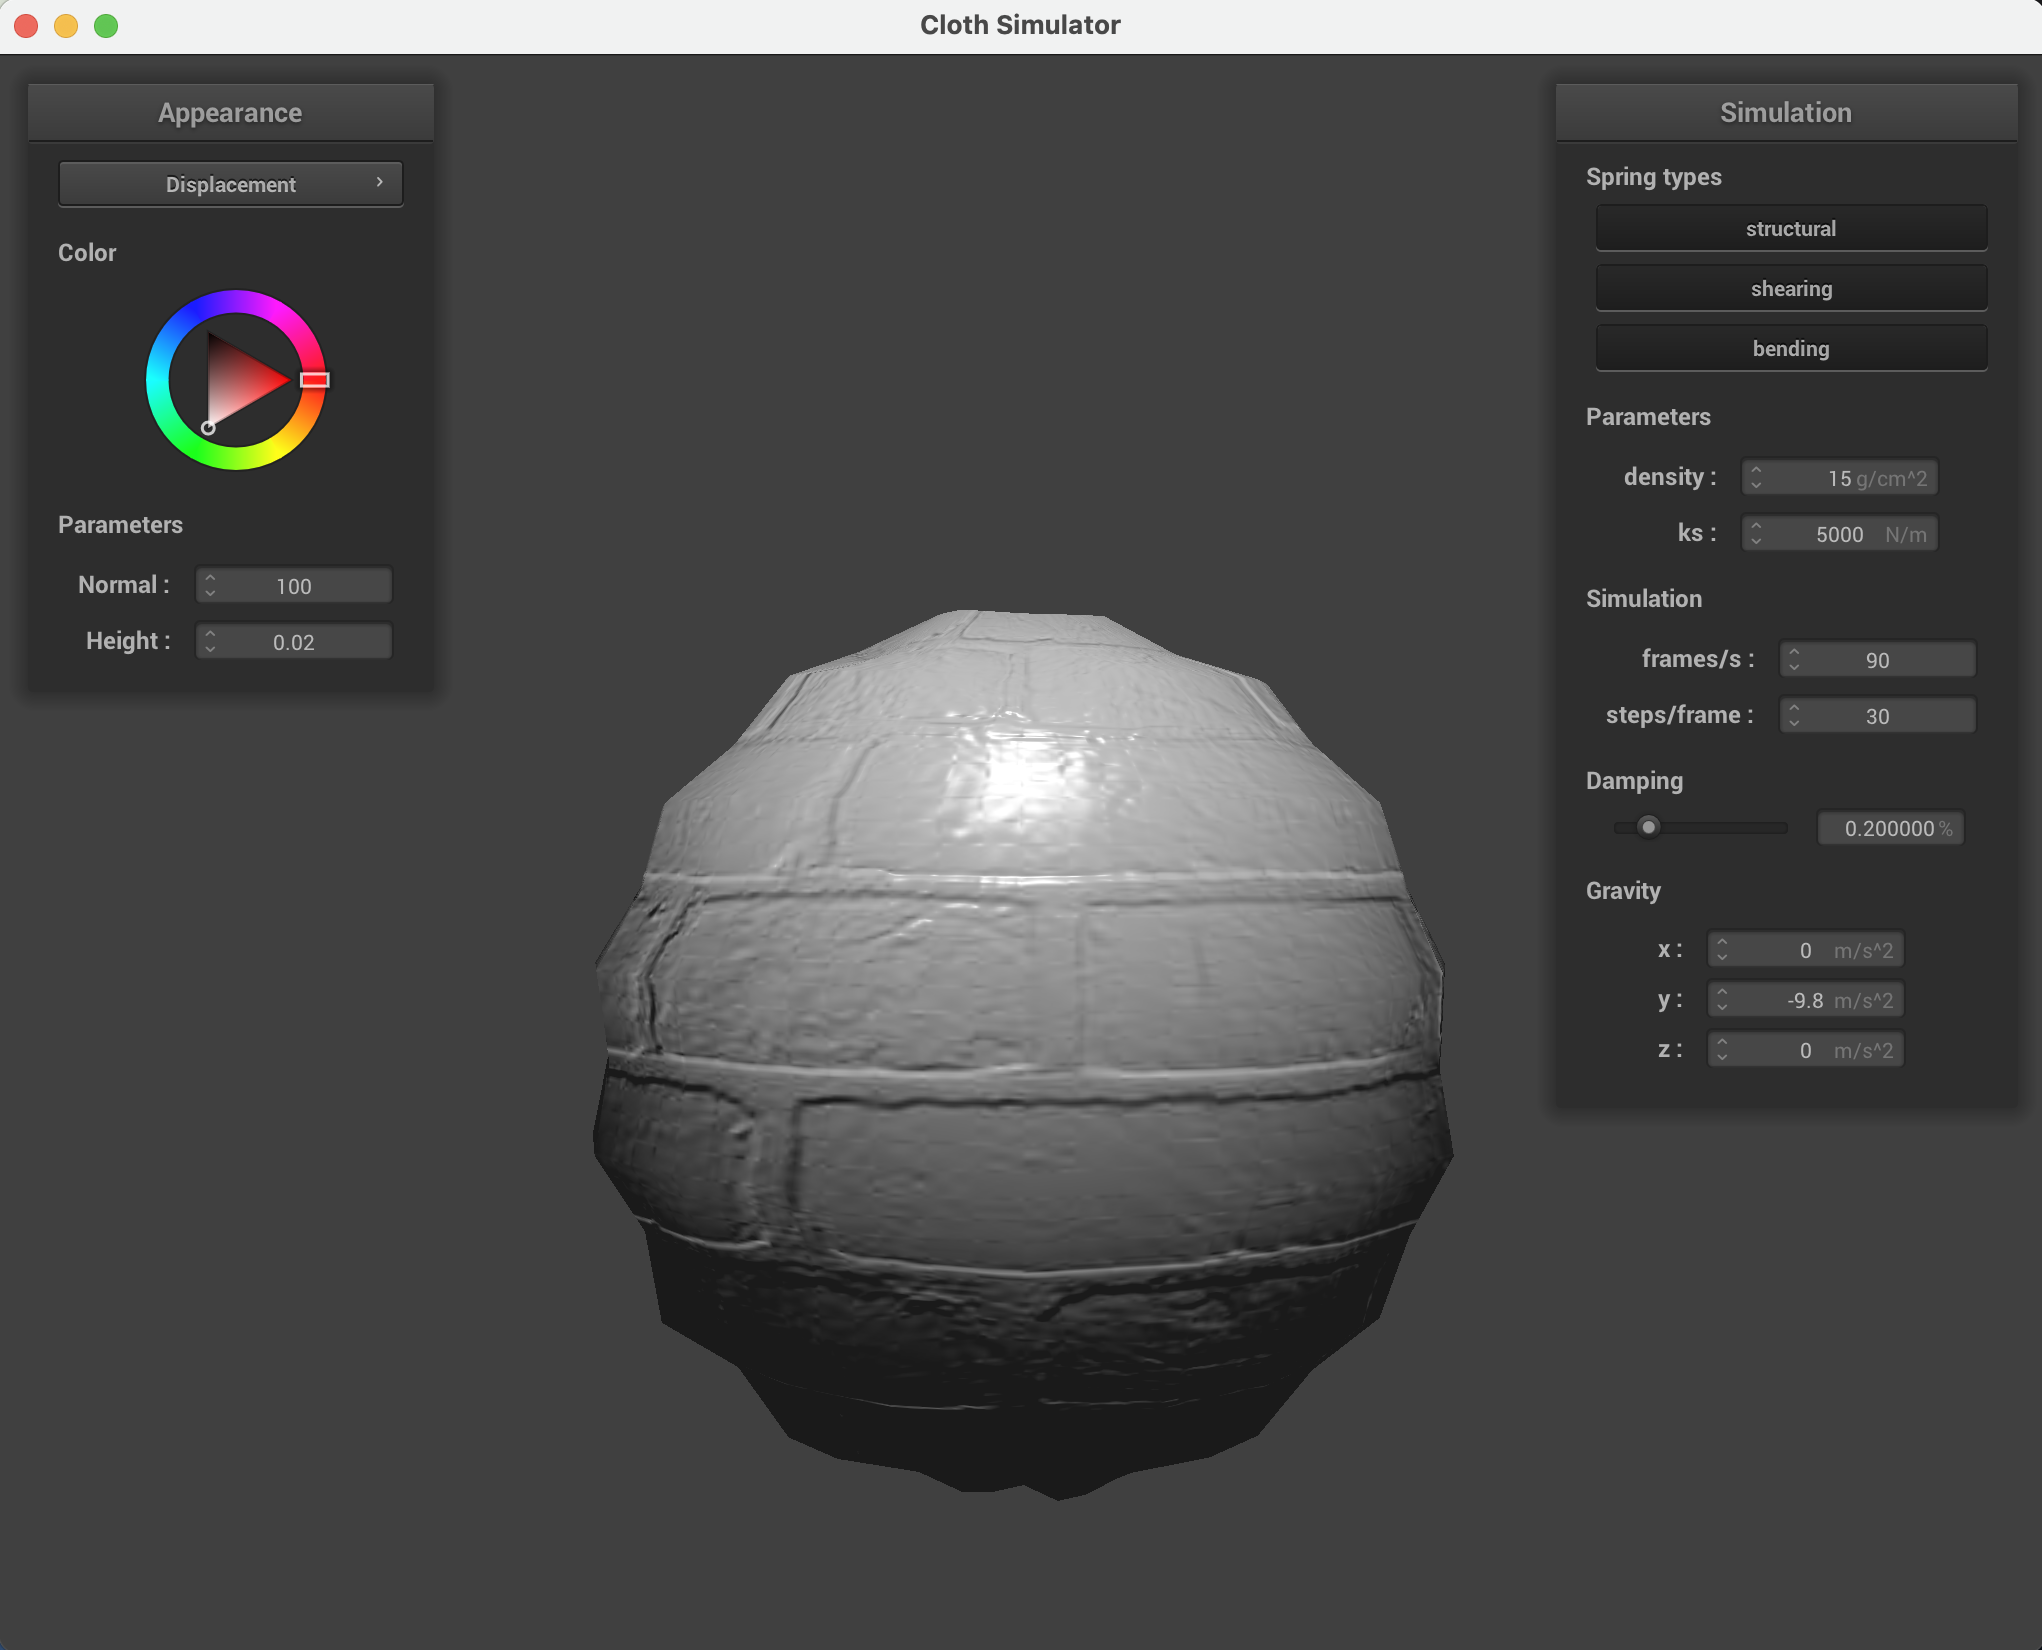 Cloth Simulator
Appearance
Displacement
Color
Parameters
Normal : 100
Height : 0.02
Simulation
Spring types
structural
shearing
bending
Parameters
density : 15 g/cm^2
ks : 5000 N/m
Simulation
frames/s : 90
steps/frame : 30
Damping
0.200000 %
Gravity
x : 0 m/s^2
y : -9.8 m/s^2
z : 0 m/s^2